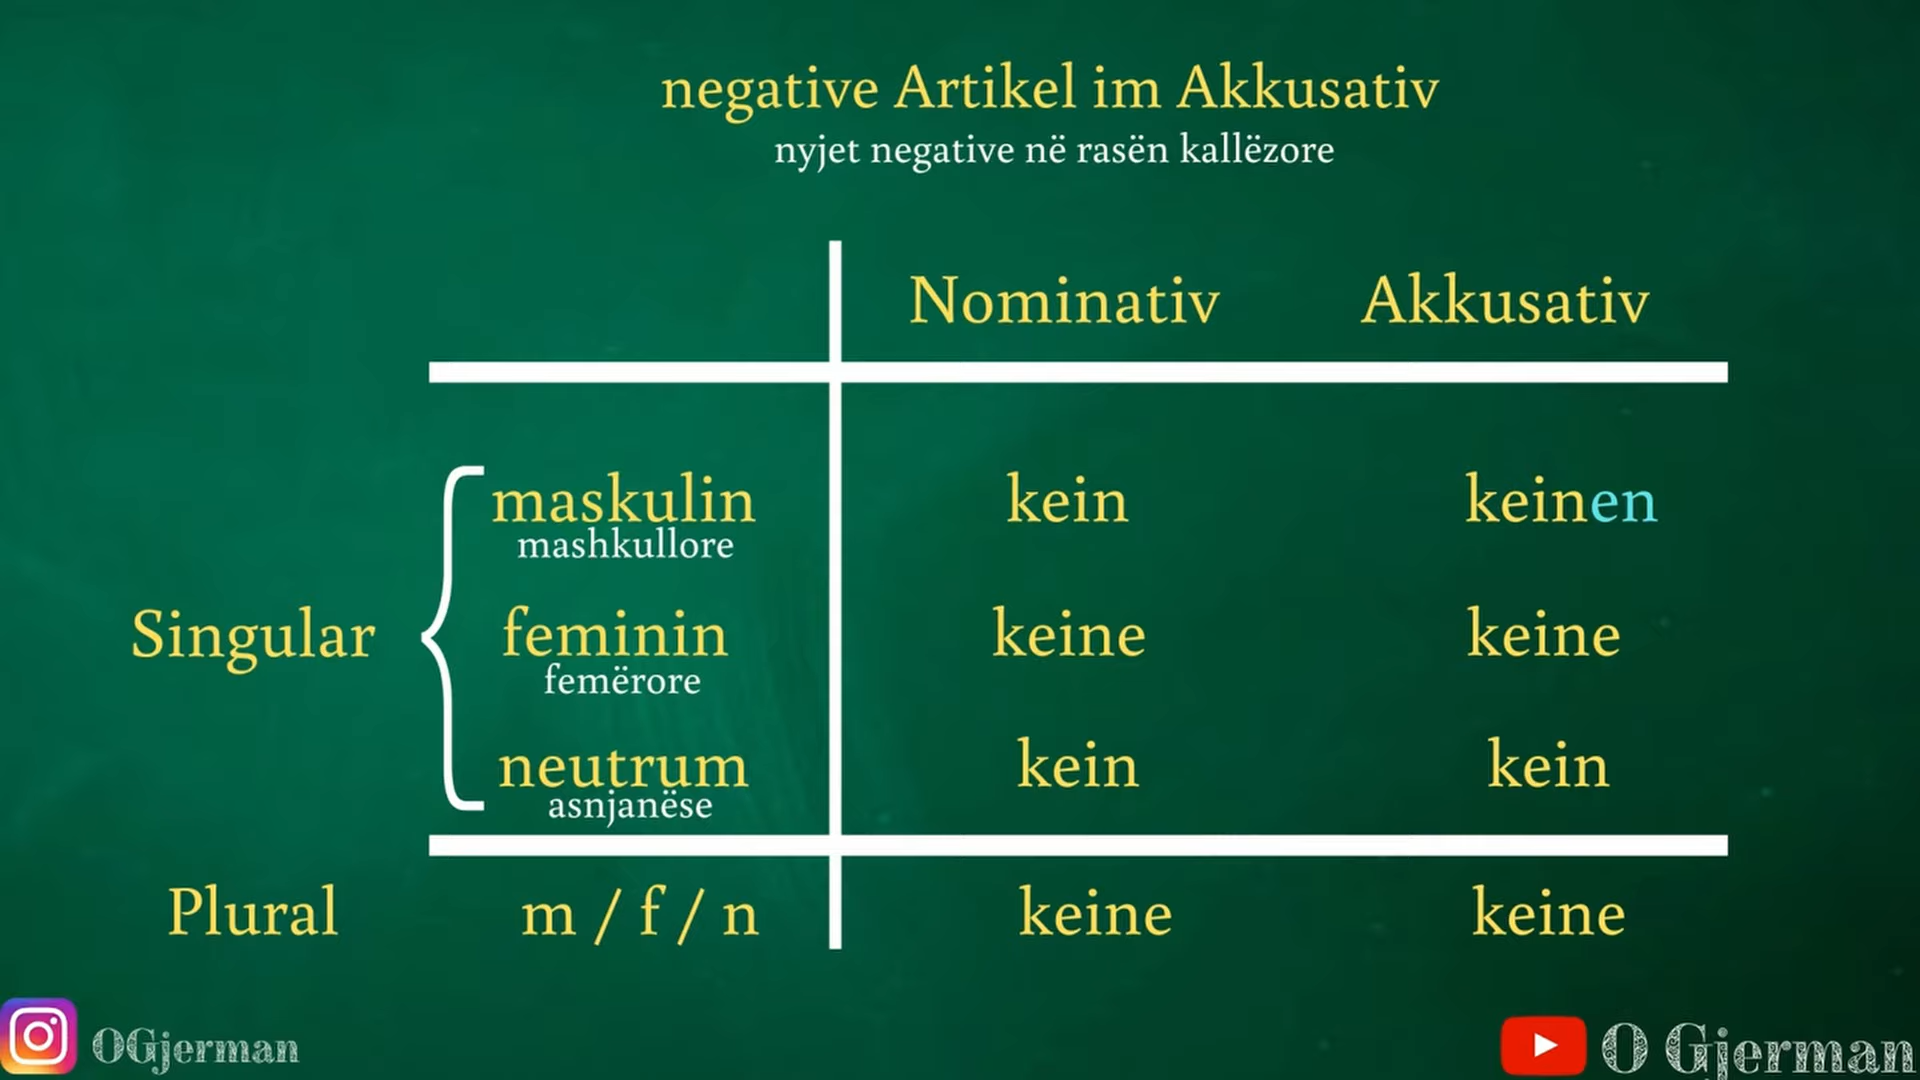 negative Artikel im Akkusativ
nyjet negative në rasën kallëzore
Nominativ Akkusativ
maskulin kein keinen
mashkullore
Singular feminin keine keine
femërore
neutrum kein kein
asnjanëse
Plural m / f / n keine keine
OGjerman
O Gjerman